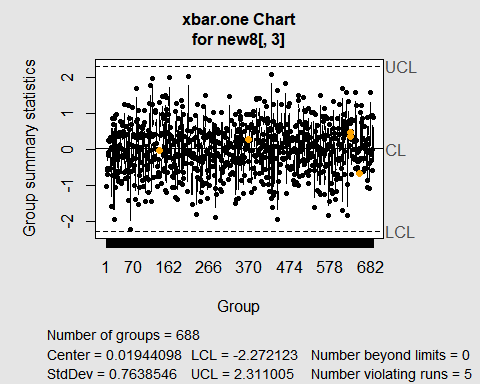 xbar.one Chart
for new8[, 3]
Group summary statistics
UCL
CL
LCL
2
1
0
-1
-2
1 70 162 266 370 474 578 682
Group
Number of groups = 688
Center = 0.01944098 LCL = -2.272123 Number beyond limits = 0
StdDev = 0.7638546 UCL = 2.311005 Number violating runs = 5